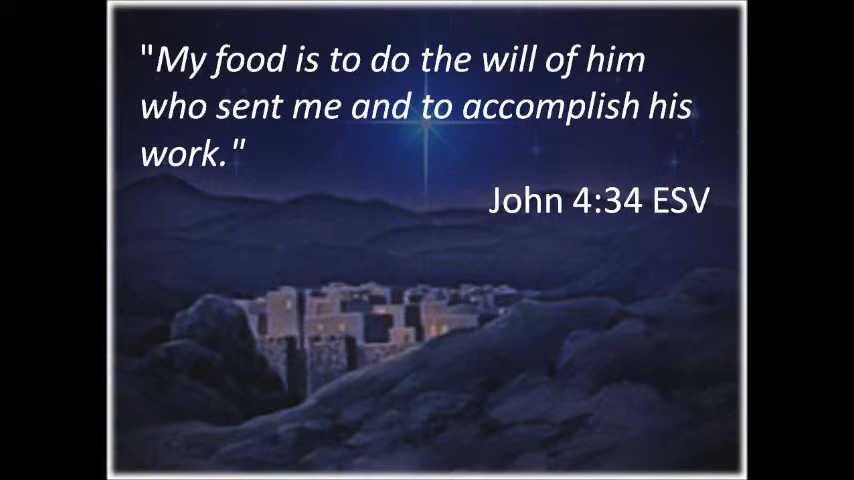 "My food is to do the will of him
who sent me and to accomplish his
work."
John 4:34 ESV